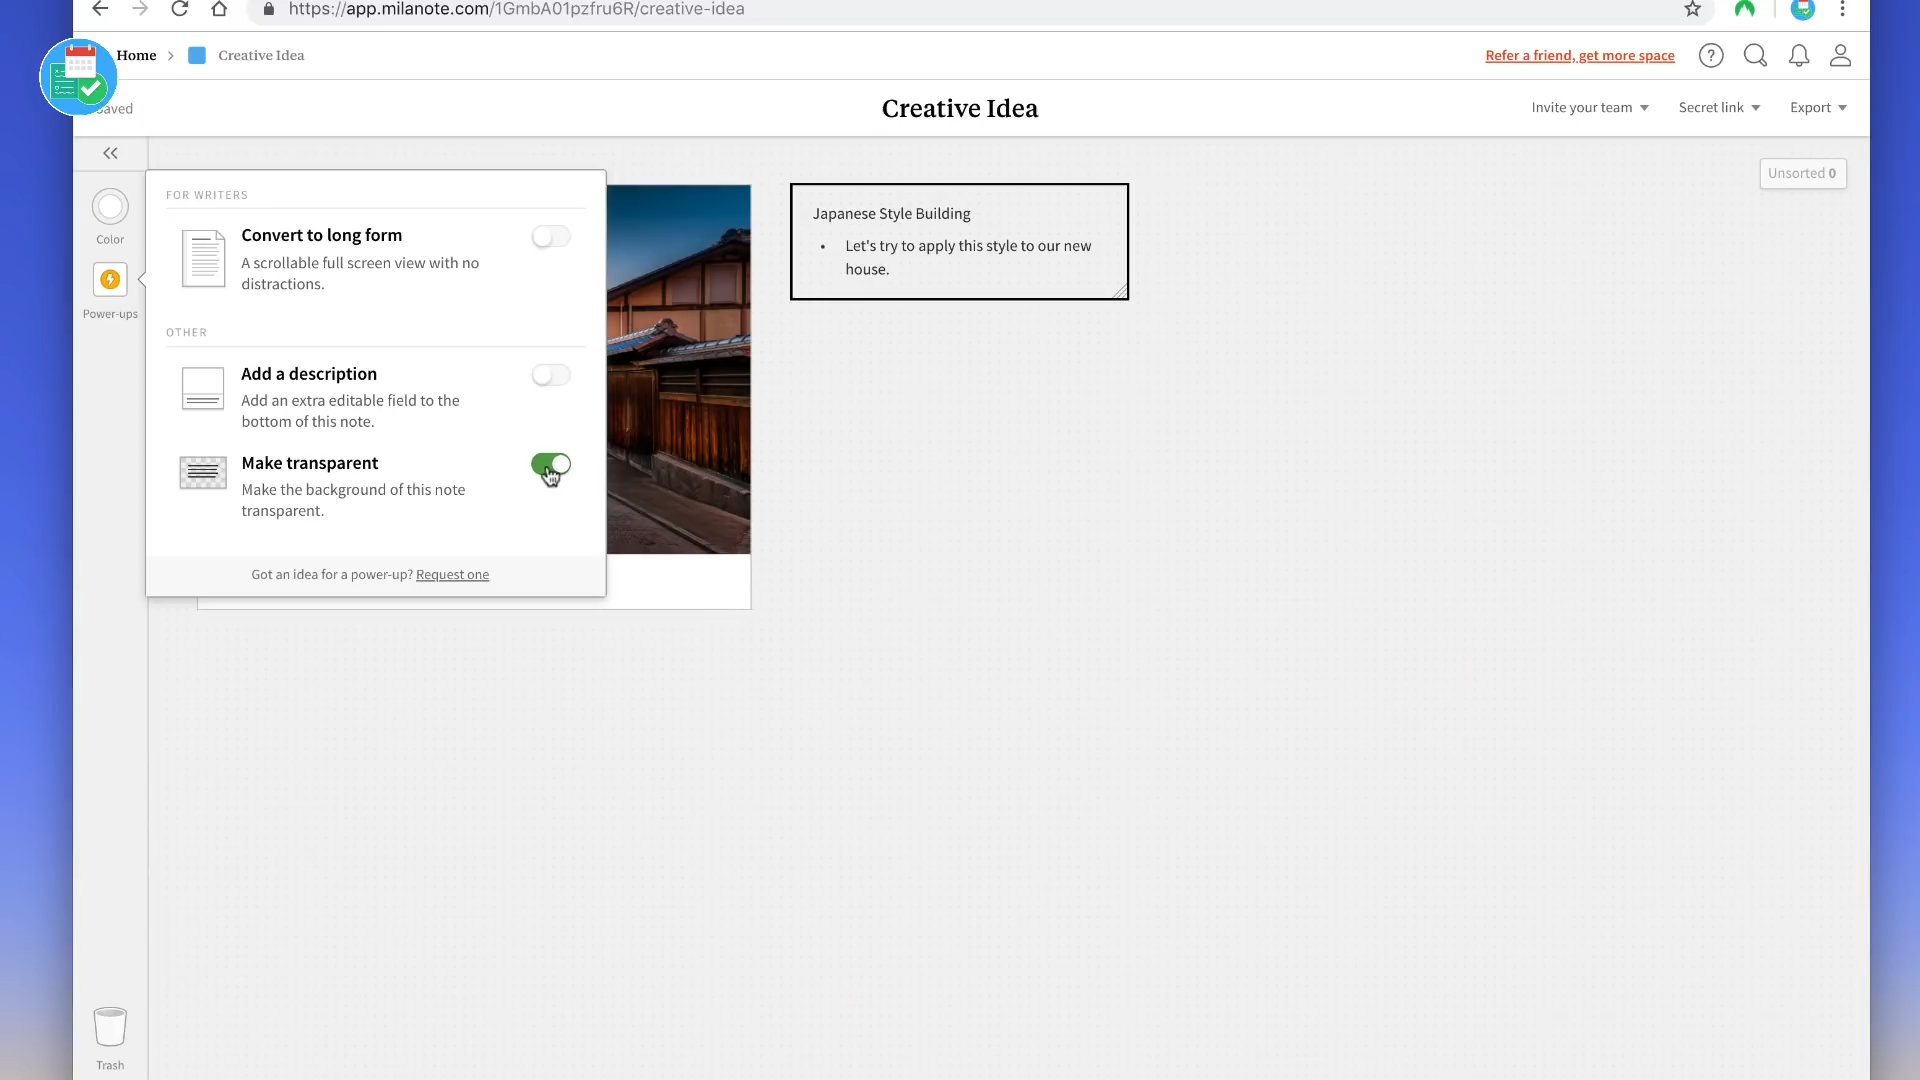 https://app.milanote.com/1GmbA01pzfru6R/creative-idea
Home > Creative Idea
Refer a friend, get more space
?
Saved
Creative Idea
Invite your team
Secret link
Export
Unsorted 0
Color
Power-ups
FOR WRITERS
Convert to long form
A scrollable full screen view with no
distractions.
OTHER
Add a description
Add an extra editable field to the
bottom of this note.
Make transparent
Make the background of this note
transparent.
Got an idea for a power-up? Request one
Japanese Style Building
• Let's try to apply this style to our new
house.
Trash